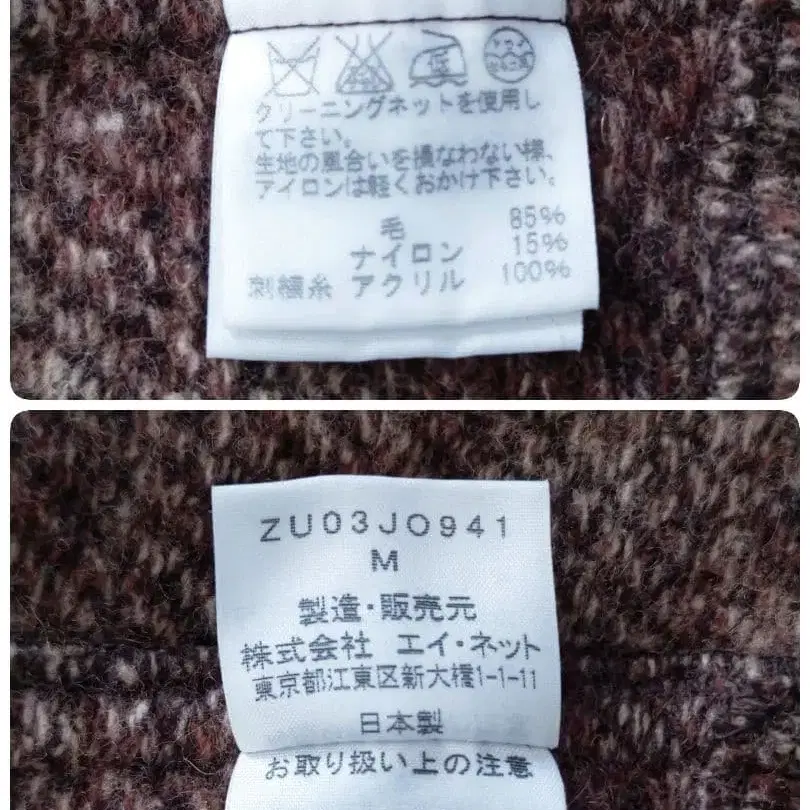 クリーニングネットを使用し
て下さい。
生地の風合いを損なわない様、
アイロンは軽くおかけ下さい。
毛 85%
ナイロン 15%
刺繍糸 アクリル 100%
ZU03JO941
M
製造・販売元
株式会社 エイ・ネット
東京都江東区新大橋1-1-11
日本製
お取り扱い上の注意